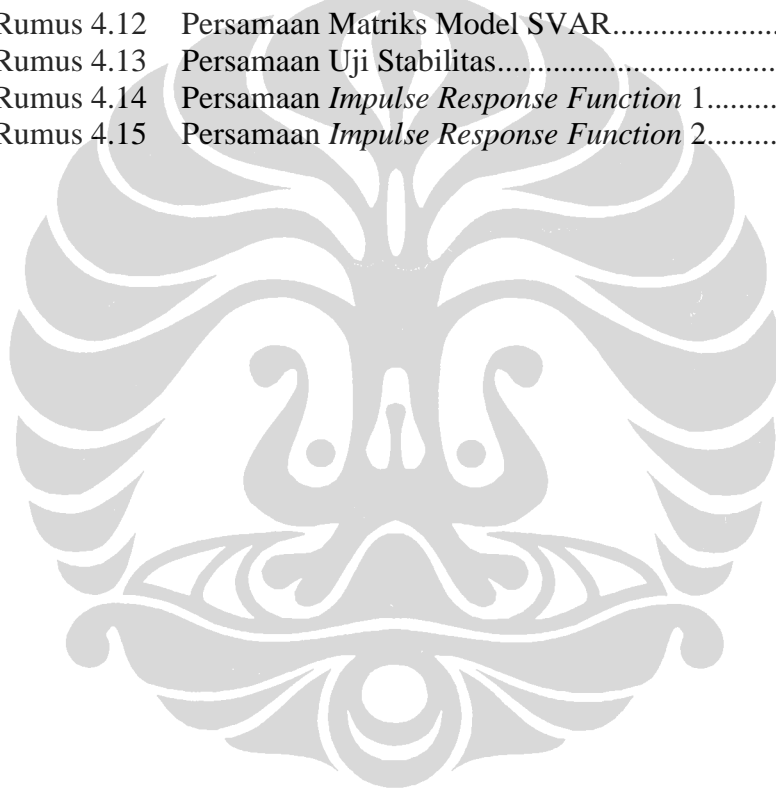 Rumus 4.12 Persamaan Matriks Model SVAR.....................
Rumus 4.13 Persamaan Uji Stabilitas....................................
Rumus 4.14 Persamaan Impulse Response Function 1.........
Rumus 4.15 Persamaan Impulse Response Function 2.........